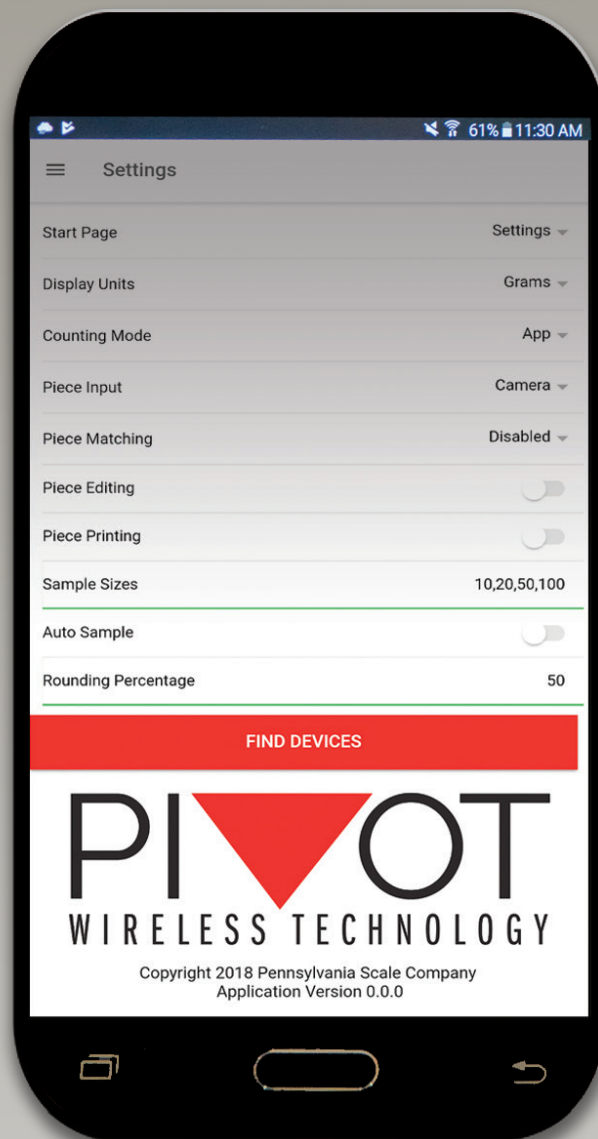 61% 11:30 AM
Settings
Start Page Settings
Display Units Grams
Counting Mode App
Piece Input Camera
Piece Matching Disabled
Piece Editing
Piece Printing
Sample Sizes 10,20,50,100
Auto Sample
Rounding Percentage 50
FIND DEVICES
PIVOT
WIRELESS TECHNOLOGY
Copyright 2018 Pennsylvania Scale Company
Application Version 0.0.0